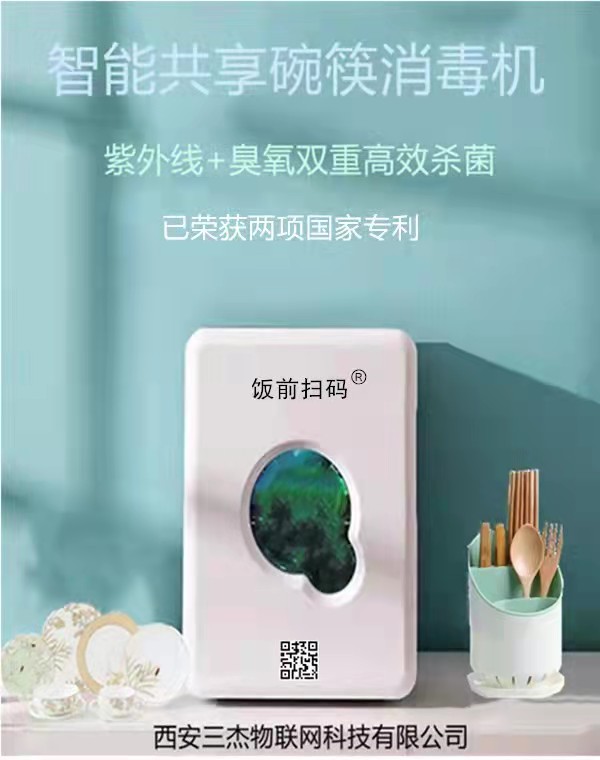 智能共享碗筷消毒机
紫外线+臭氧双重高效杀菌
已荣获两项国家专利
饭前扫码®
西安三杰物联网科技有限公司